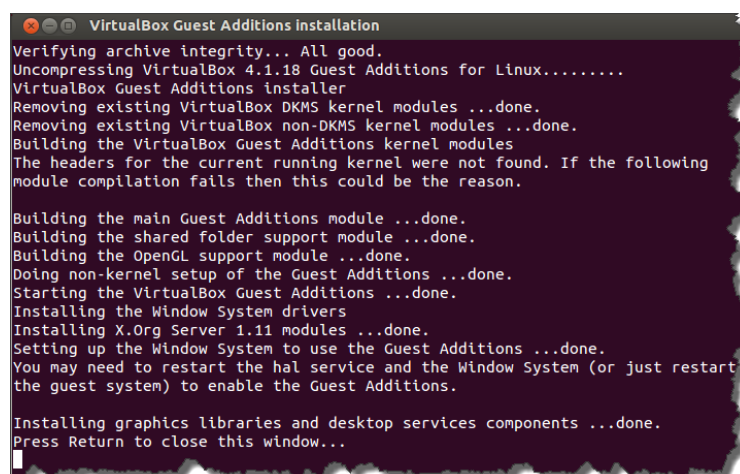 VirtualBox Guest Additions installation
Verifying archive integrity... All good.
Uncompressing VirtualBox 4.1.18 Guest Additions for Linux.........
VirtualBox Guest Additions installer
Removing existing VirtualBox DKMS kernel modules ...done.
Removing existing VirtualBox non-DKMS kernel modules ...done.
Building the VirtualBox Guest Additions kernel modules
The headers for the current running kernel were not found. If the following
module compilation fails then this could be the reason.

Building the main Guest Additions module ...done.
Building the shared folder support module ...done.
Building the OpenGL support module ...done.
Doing non-kernel setup of the Guest Additions ...done.
Starting the VirtualBox Guest Additions ...done.
Installing the Window System drivers
Installing X.Org Server 1.11 modules ...done.
Setting up the Window System to use the Guest Additions ...done.
You may need to restart the hal service and the Window System (or just restart
the guest system) to enable the Guest Additions.

Installing graphics libraries and desktop services components ...done.
Press Return to close this window...